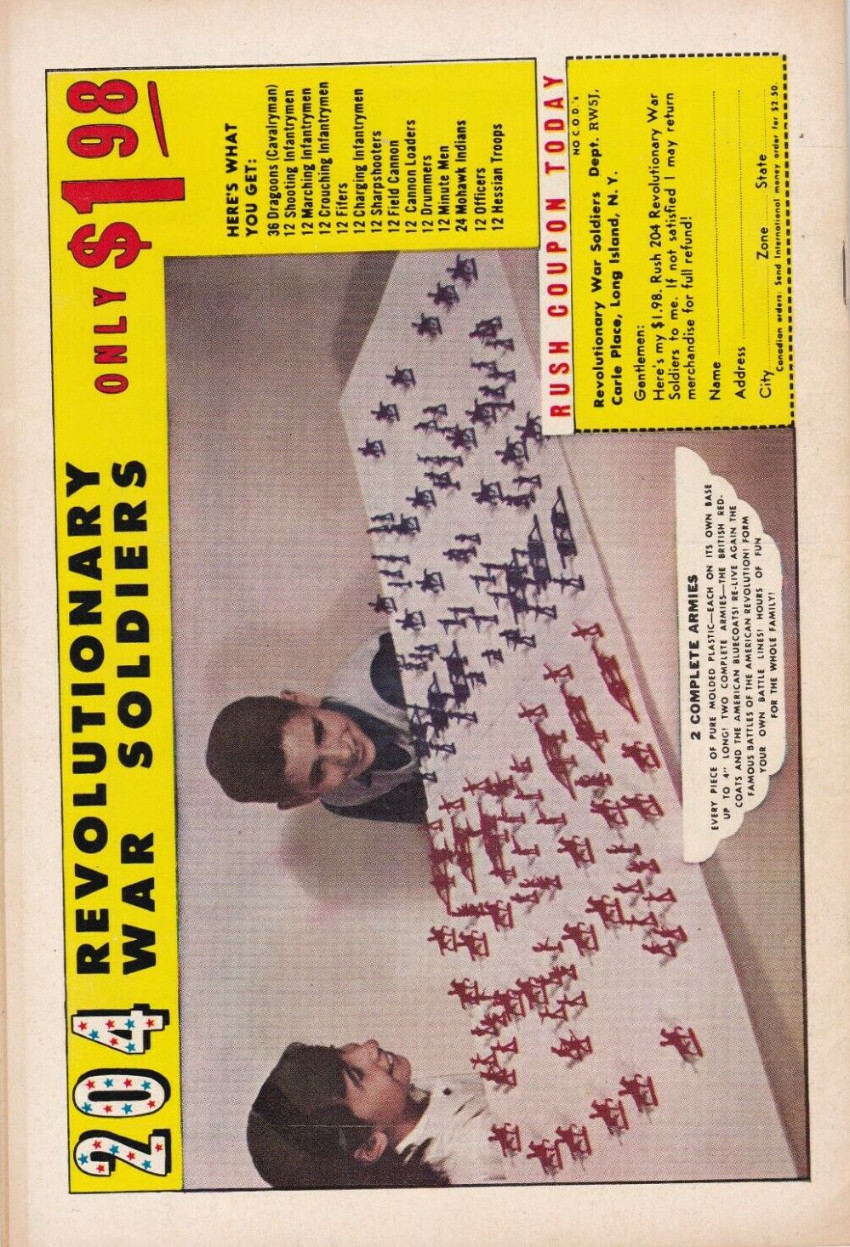 204 REVOLUTIONARY
WAR SOLDIERS
ONLY $1 98
HERE'S WHAT
YOU GET:
36 Dragoons (Cavalryman)
12 Shooting Infantrymen
12 Marching Infantrymen
12 Crouching Infantrymen
12 Fifers
12 Charging Infantrymen
12 Sharpshooters
12 Field Cannon
12 Cannon Loaders
12 Drummers
12 Minute Men
24 Mohawk Indians
12 Officers
12 Hessian Troops
RUSH COUPON TODAY
NO C.O.D.'s
Revolutionary War Soldiers Dept. RW5J,
Carle Place, Long Island, N. Y.
Gentlemen:
Here's my $1.98. Rush 204 Revolutionary War
Soldiers to me. If not satisfied I may return
merchandise for full refund!
Name
Address
City Zone State
Canadian orders: Send International money order for $2.50.
2 COMPLETE ARMIES
EVERY PIECE OF PURE MOLDED PLASTIC—EACH ON ITS OWN BASE
UP TO 4" LONG! TWO COMPLETE ARMIES—THE BRITISH RED-
COATS AND THE AMERICAN BLUECOATS! RE-LIVE AGAIN THE
FAMOUS BATTLES OF THE AMERICAN REVOLUTION! FORM
YOUR OWN BATTLE LINES! HOURS OF FUN
FOR THE WHOLE FAMILY!